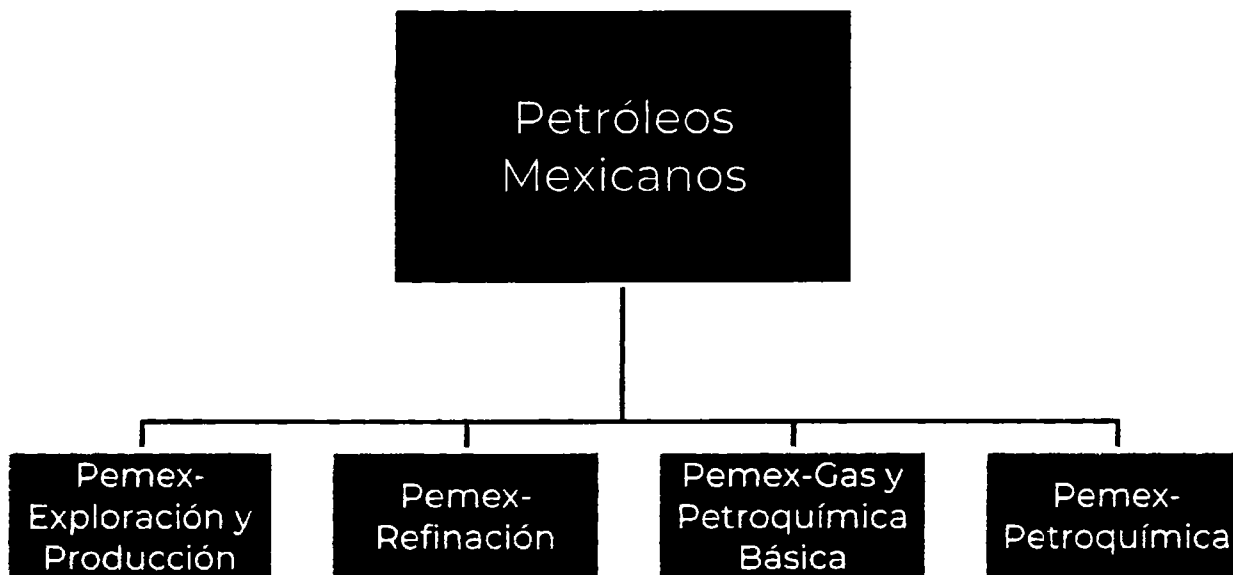 Petróleos
Mexicanos
Pemex-
Exploración y
Producción
Pemex-
Refinación
Pemex-Gas y
Petroquímica
Básica
Pemex-
Petroquímica